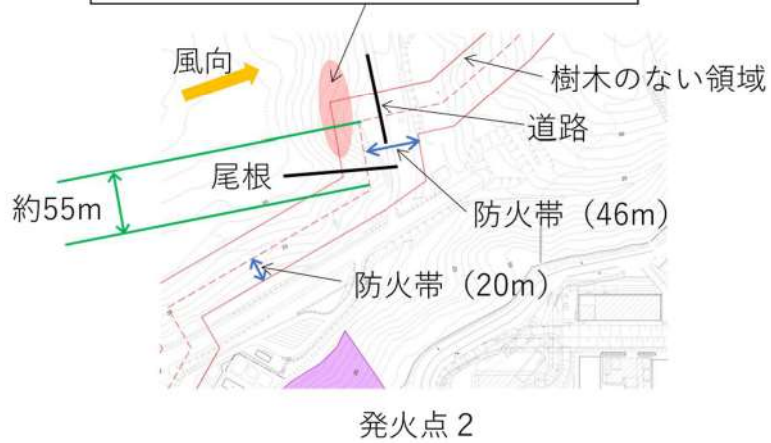 風向
樹木のない領域
道路
尾根
約55m
防火帯（46m）
防火帯（20m）
発火点２